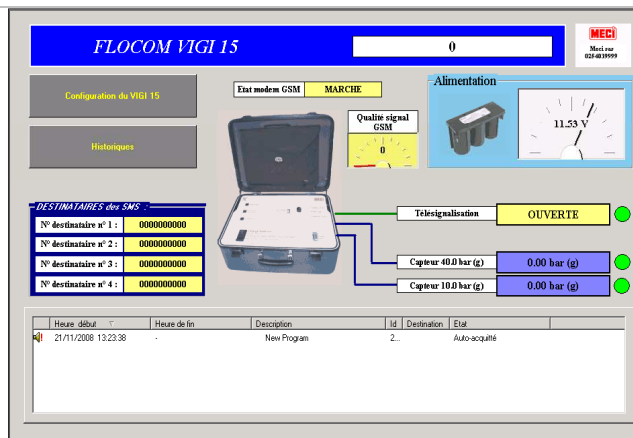 FLOCOM VIGI 15
0
MECI
Meci sur
0254039999
Configuration du VIGI 15
Historiques
Etat modem GSM
MARCHE
Qualité signal
GSM
0
Alimentation
11.53 V
DESTINATAIRES des SMS :
N° destinataire n° 1 : 0000000000
N° destinataire n° 2 : 0000000000
N° destinataire n° 3 : 0000000000
N° destinataire n° 4 : 0000000000
Télésignalisation OUVERTE
Capteur 40.0 bar (g) 0.00 bar (g)
Capteur 10.0 bar (g) 0.00 bar (g)
Heure début Heure de fin Description Id Destination Etat
21/11/2008 13:23:38 - New Program 2... Auto-acquitté